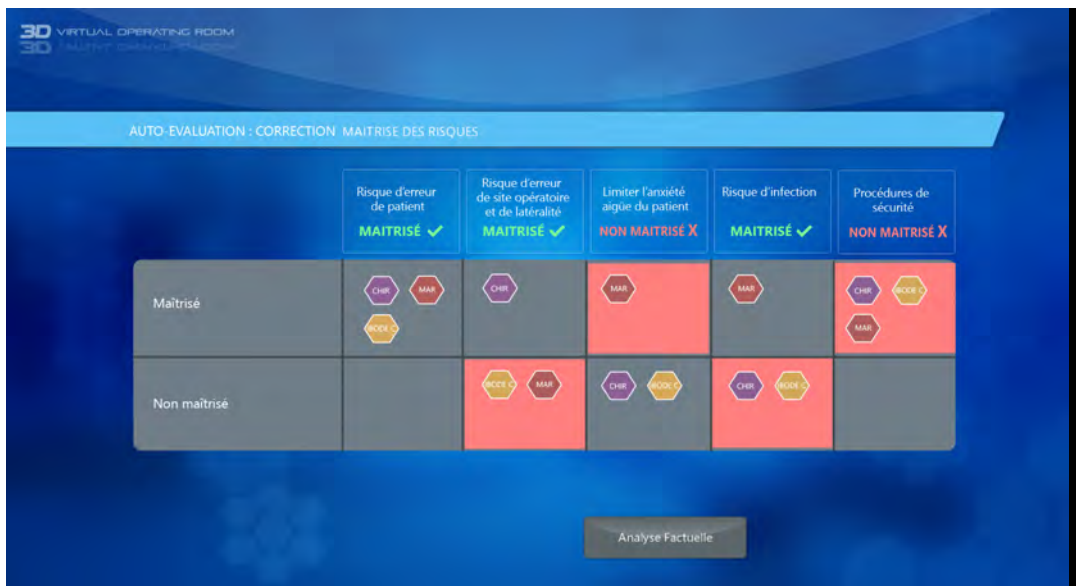 3D VIRTUAL OPERATING ROOM
AUTO-EVALUATION : CORRECTION MAITRISE DES RISQUES
Risque d'erreur
de patient
MAITRISÉ ✓
Risque d'erreur
de site opératoire
et de latéralité
MAITRISÉ ✓
Limiter l'anxiété
aigüe du patient
NON MAITRISÉ X
Risque d'infection
MAITRISÉ ✓
Procédures de
sécurité
NON MAITRISÉ X
Maîtrisé
CHIR MAR
IBODE C
CHIR
MAR
MAR
CHIR IBODE C
MAR
Non maîtrisé
IBODE C MAR
CHIR IBODE C
CHIR IBODE C
Analyse Factuelle